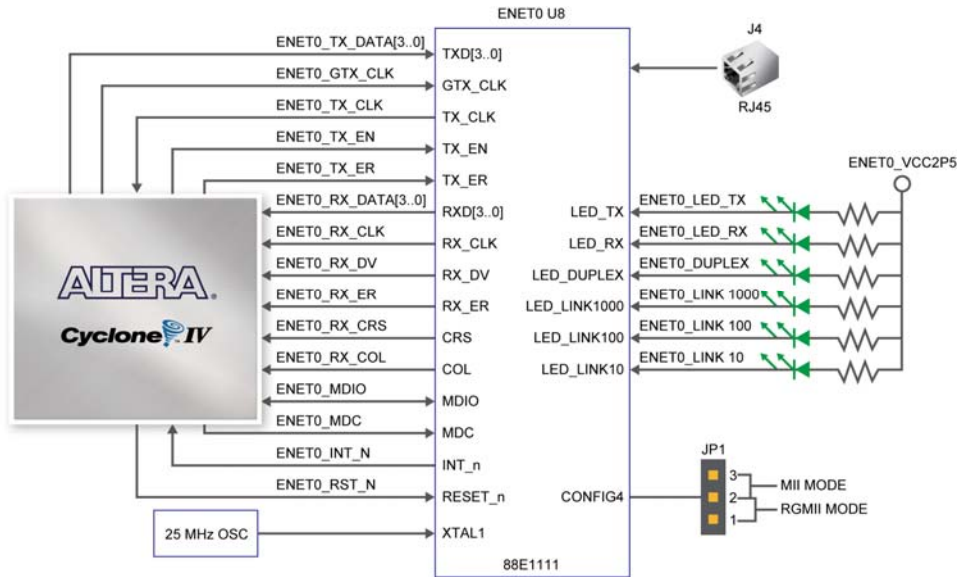 ENET0 U8
ENET0_TX_DATA[3..0]
TXD[3..0]
ENET0_GTX_CLK
GTX_CLK
ENET0_TX_CLK
TX_CLK
ENET0_TX_EN
TX_EN
ENET0_TX_ER
TX_ER
ENET0_RX_DATA[3..0]
RXD[3..0]
ENET0_RX_CLK
RX_CLK
ENET0_RX_DV
RX_DV
ENET0_RX_ER
RX_ER
ENET0_RX_CRS
CRS
ENET0_RX_COL
COL
ENET0_MDIO
MDIO
ENET0_MDC
MDC
ENET0_INT_N
INT_n
ENET0_RST_N
RESET_n
25 MHz OSC
XTAL1
ALTERA.
Cyclone IV
J4
RJ45
ENET0_VCC2P5
LED_TX
ENET0_LED_TX
LED_RX
ENET0_LED_RX
LED_DUPLEX
ENET0_DUPLEX
LED_LINK1000
ENET0_LINK 1000
LED_LINK100
ENET0_LINK 100
LED_LINK10
ENET0_LINK 10
JP1
CONFIG4
3
2
1
MII MODE
RGMII MODE
88E1111